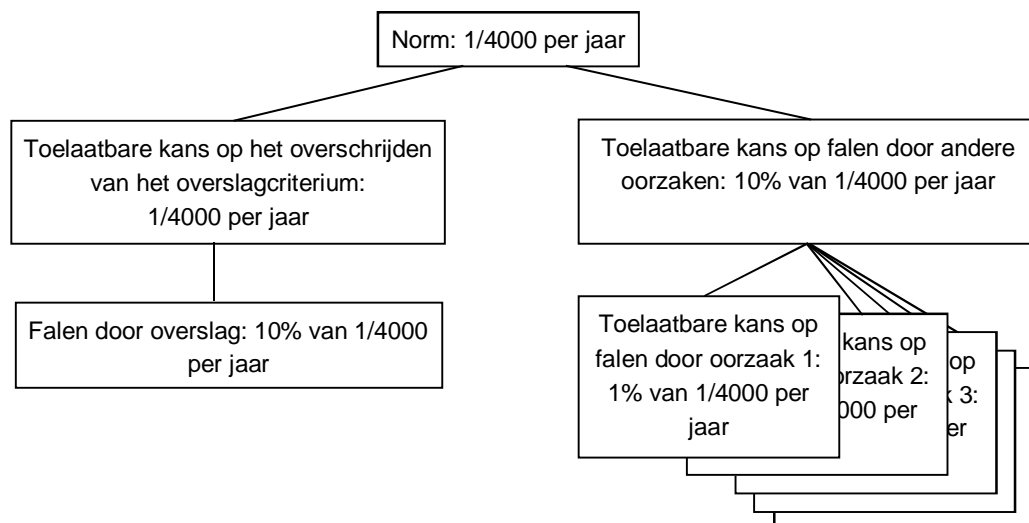 Norm: 1/4000 per jaar
Toelaatbare kans op het overschrijden
van het overslagcriterium:
1/4000 per jaar
Toelaatbare kans op falen door andere
oorzaken: 10% van 1/4000 per jaar
Falen door overslag: 10% van 1/4000
per jaar
Toelaatbare kans op
falen door oorzaak 1:
1% van 1/4000 per
jaar
kans op
orzaak 2:
000 per
op
k 3:
er